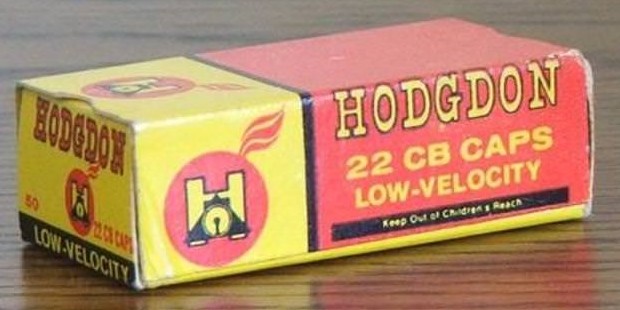 HODGDON
50
22 CB CAPS
LOW-VELOCITY
H
HODGDON
22 CB CAPS
LOW-VELOCITY
Keep Out of Children's Reach